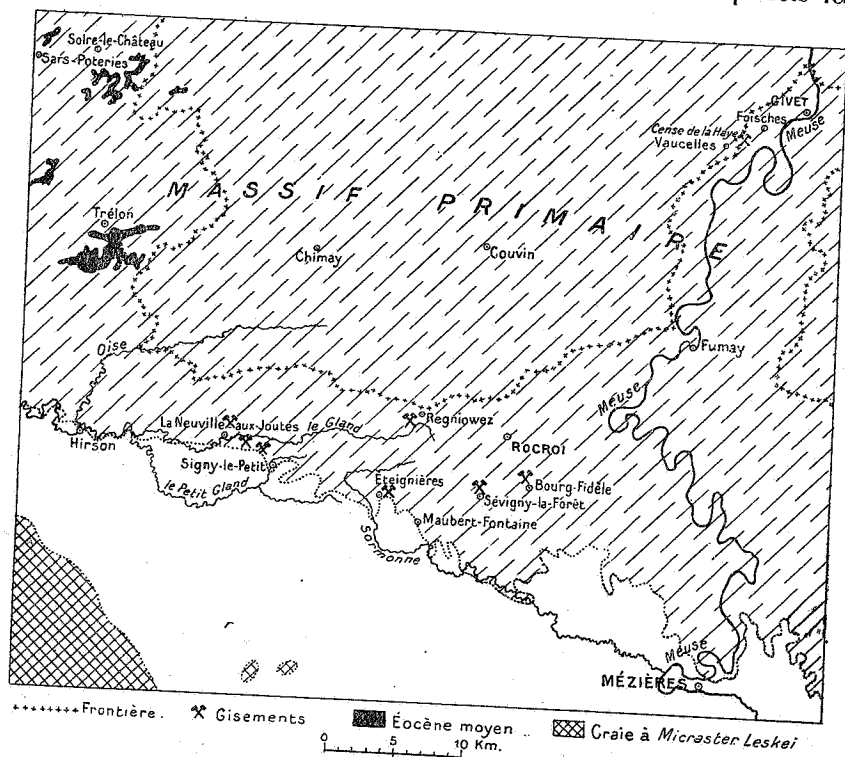 Solre-le-Château
Sars-Poteries
GIVET
Foisches
Cense de la Haye
Vaucelles
Meuse
MASSIF PRIMAIRE
Trélon
Chimay
Couvin
Oise
Fumay
Meuse
La Neuville-aux-Joutes
le Gland
Regniowez
Hirson
ROCROI
Signy-le-Petit
le Petit Gland
Eteignières
Bourg-Fidèle
Sévigny-la-Forêt
Maubert-Fontaine
Sormonne
Meuse
MÉZIÈRES
Frontière.
Gisements
Éocène moyen
Craie à Micraster Leskei
0 5 10 Km.